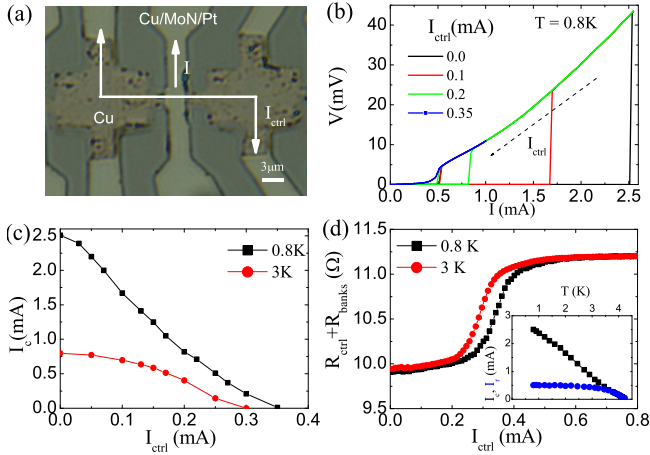 (a)
Cu/MoN/Pt
I
Cu
I_ctrl
3μm
(b)
I_ctrl(mA)
T = 0.8K
0.0
0.1
0.2
0.35
I_ctrl
V(mV)
40
30
20
10
0
0.0 0.5 1.0 1.5 2.0 2.5
I (mA)
(c)
0.8K
3K
I_c(mA)
2.5
2.0
1.5
1.0
0.5
0.0
0.0 0.1 0.2 0.3 0.4
I_ctrl (mA)
(d)
0.8 K
3 K
R_ctrl+R_banks (Ω)
11.5
11.0
10.5
10.0
9.5
0.0 0.2 0.4 0.6 0.8
I_ctrl (mA)
T (K)
1 2 3 4
I_c, I_r (mA)
3
2
1
0